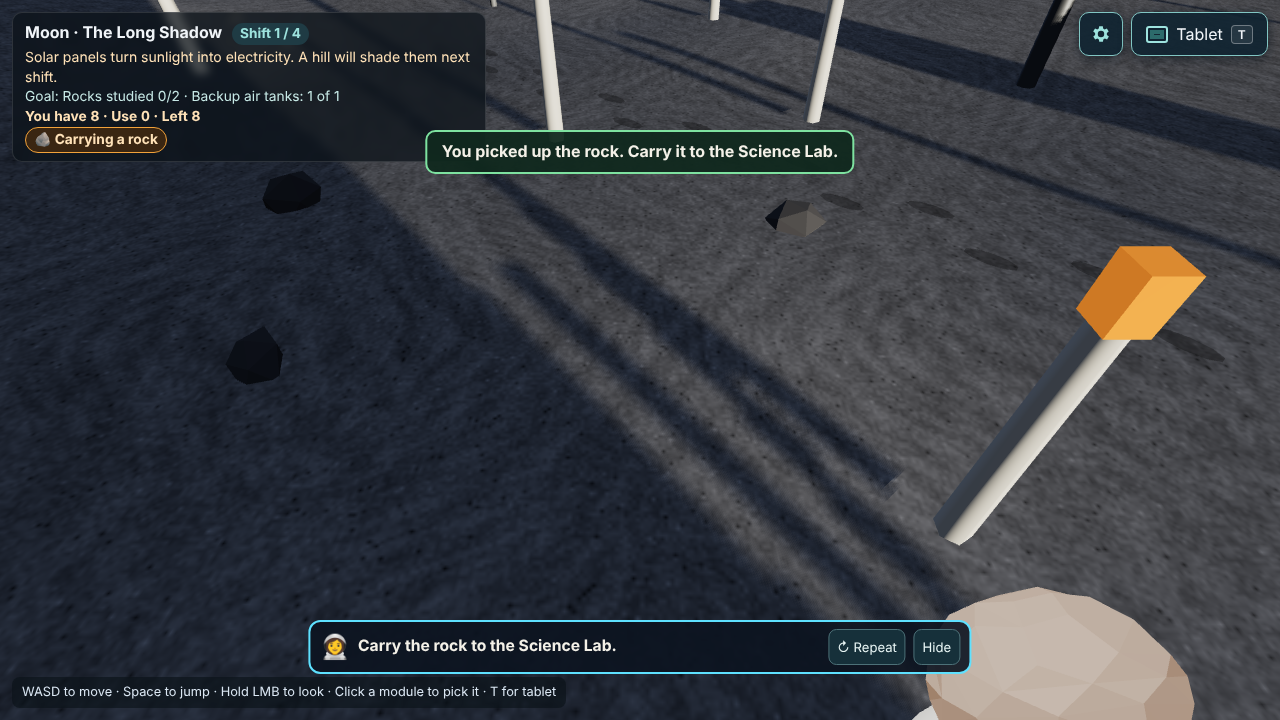 Moon · The Long Shadow Shift 1 / 4
Solar panels turn sunlight into electricity. A hill will shade them next
shift.
Goal: Rocks studied 0/2 · Backup air tanks: 1 of 1
You have 8 · Use 0 · Left 8
Carrying a rock
Tablet T
You picked up the rock. Carry it to the Science Lab.
Carry the rock to the Science Lab.
↻ Repeat
Hide
WASD to move · Space to jump · Hold LMB to look · Click a module to pick it · T for tablet